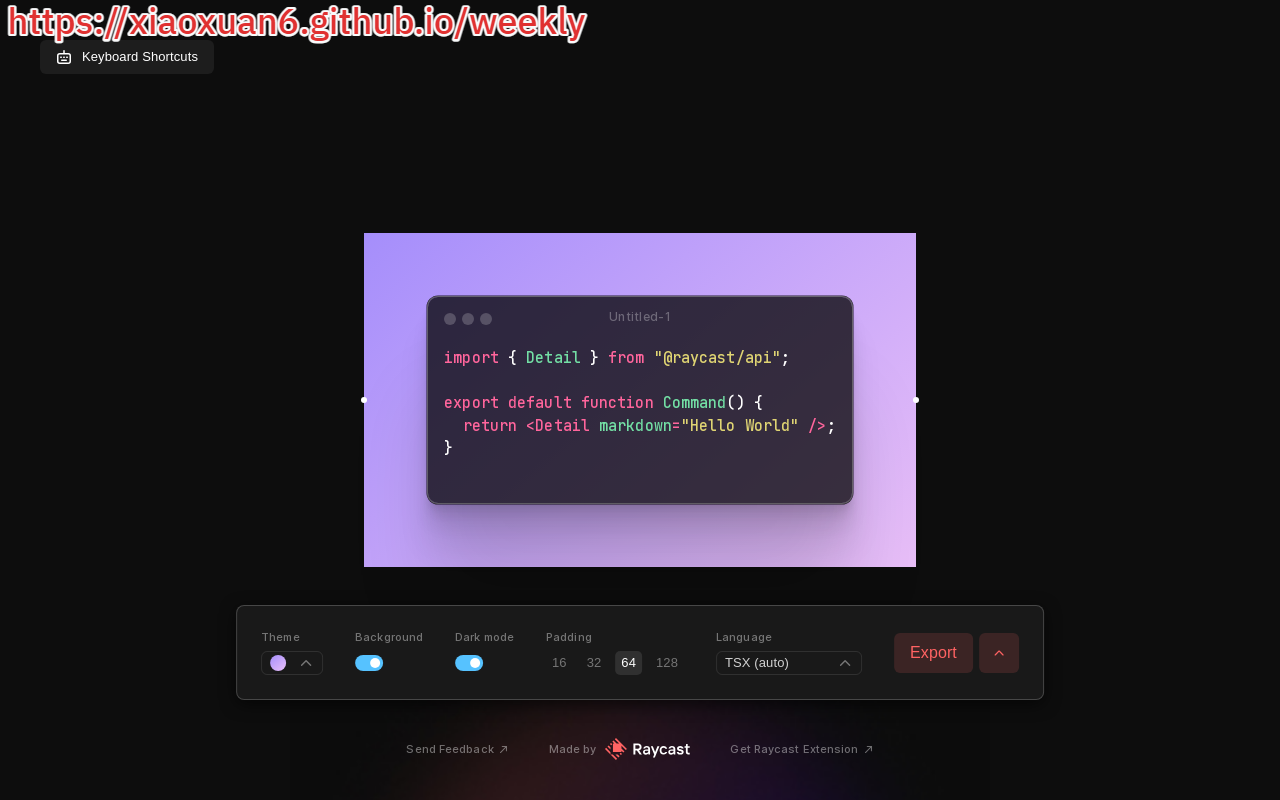 https://xiaoxuan6.github.io/weekly
Keyboard Shortcuts
Untitled-1
import { Detail } from "@raycast/api";
export default function Command() {
  return <Detail markdown="Hello World" />;
}
Theme Background Dark mode Padding Language
16 32 64 128 TSX (auto) Export
Send Feedback Made by Raycast Get Raycast Extension